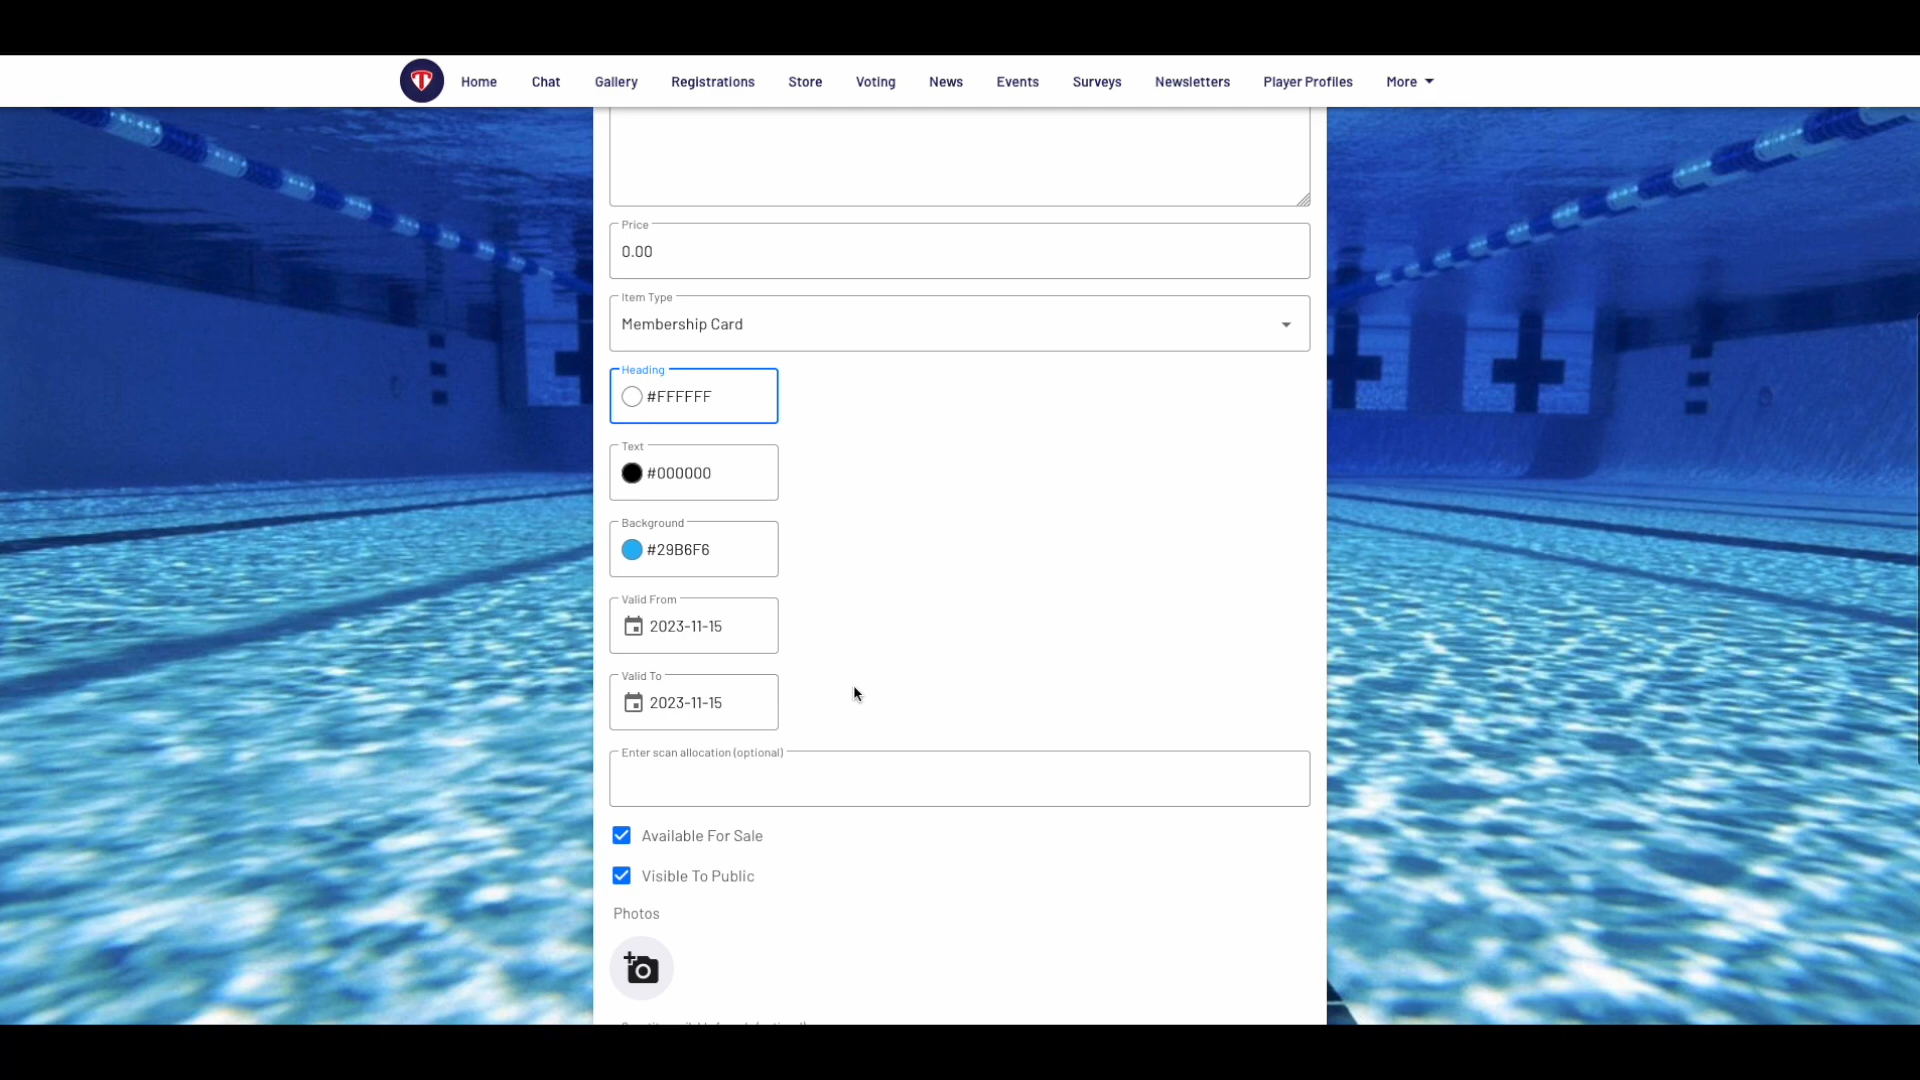 Home Chat Gallery Registrations Store Voting News Events Surveys Newsletters Player Profiles More
Price
0.00
Item Type
Membership Card
Heading
#FFFFFF
Text
#000000
Background
#29B6F6
Valid From
2023-11-15
Valid To
2023-11-15
Enter scan allocation (optional)
Available For Sale
Visible To Public
Photos